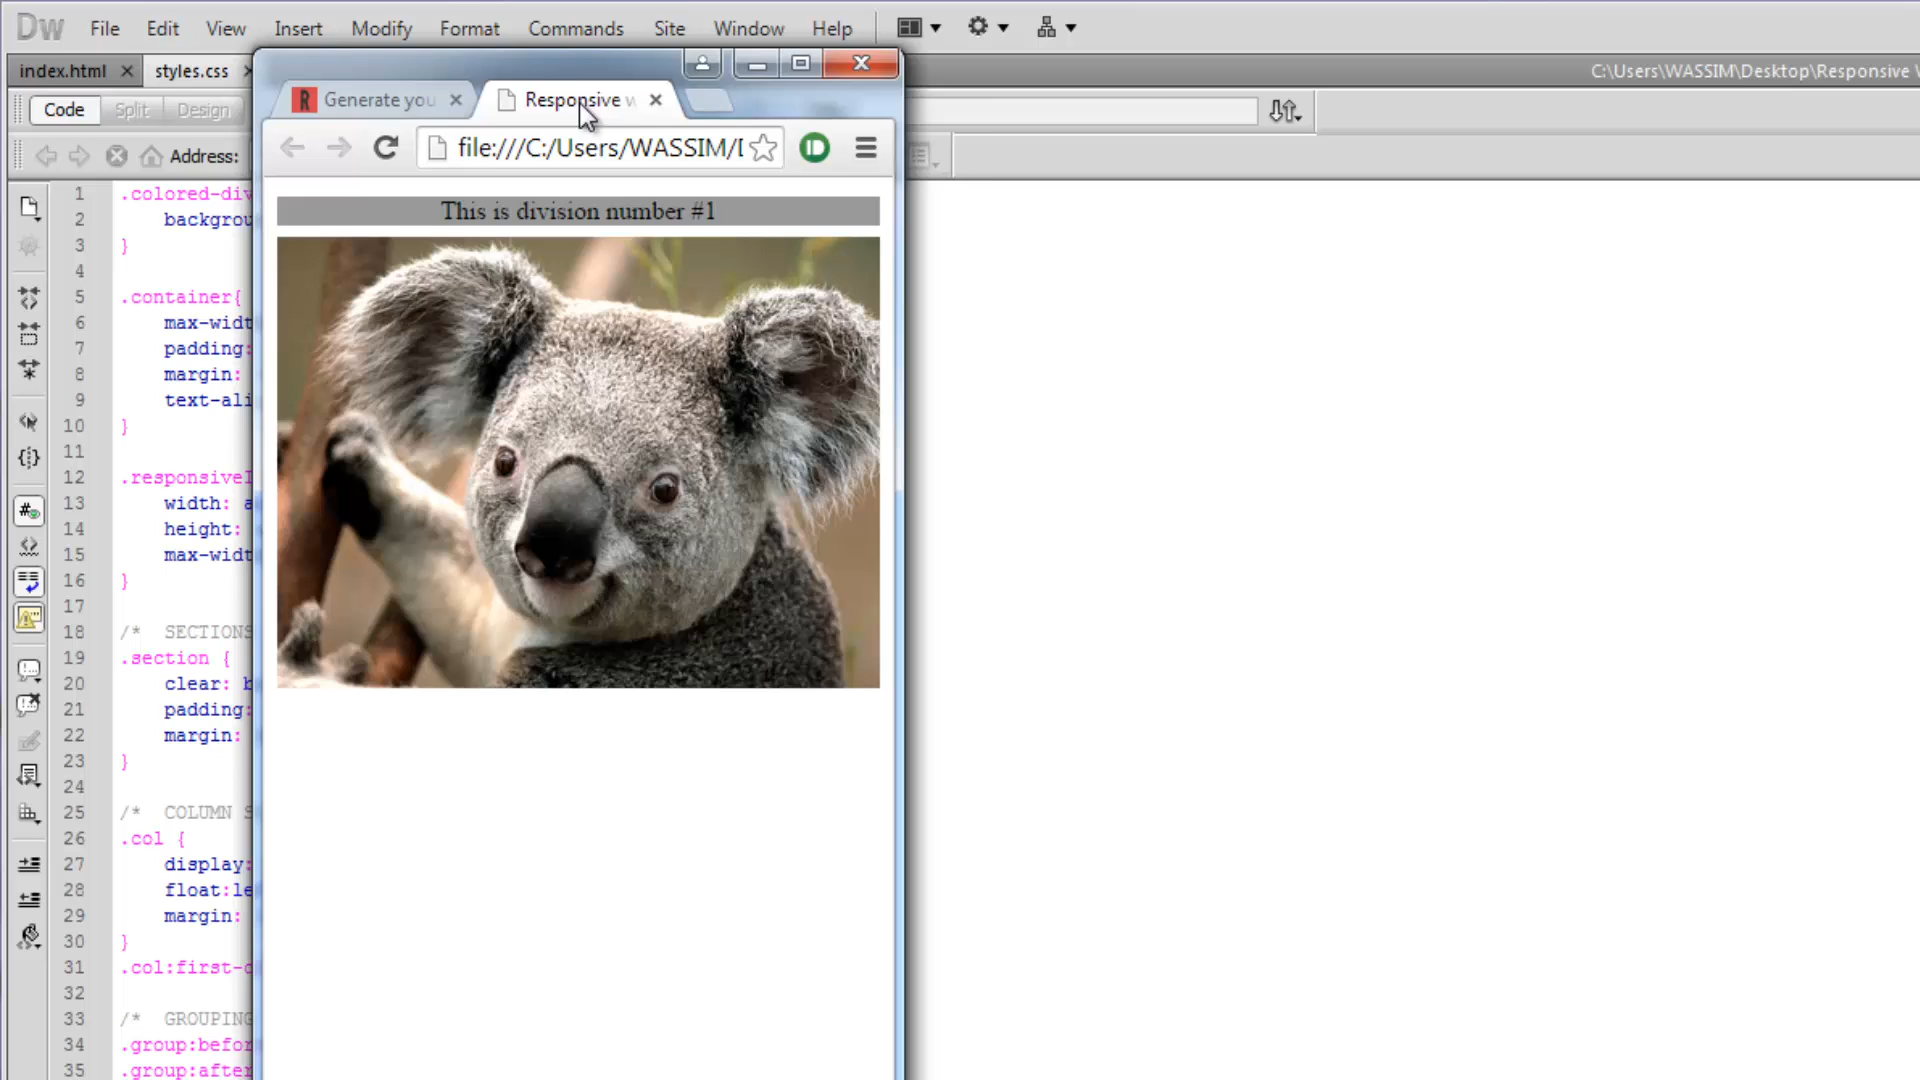 Dw File Edit View Insert Modify Format Commands Site Window Help
index.html styles.css C:\Users\WASSIM\Desktop\Responsive
Code Split Design
Address:
Generate you Responsive w
file:///C:/Users/WASSIM/
This is division number #1
1 .colored-div
2 backgrou
3 }
4
5 .container{
6 max-widt
7 padding:
8 margin:
9 text-ali
10 }
11
12 .responsive
13 width: a
14 height:
15 max-widt
16 }
17
18 /* SECTIONS
19 .section {
20 clear: b
21 padding:
22 margin:
23 }
24
25 /* COLUMN S
26 .col {
27 display:
28 float:le
29 margin:
30 }
31 .col:first-c
32
33 /* GROUPING
34 .group:befor
35 .group:after